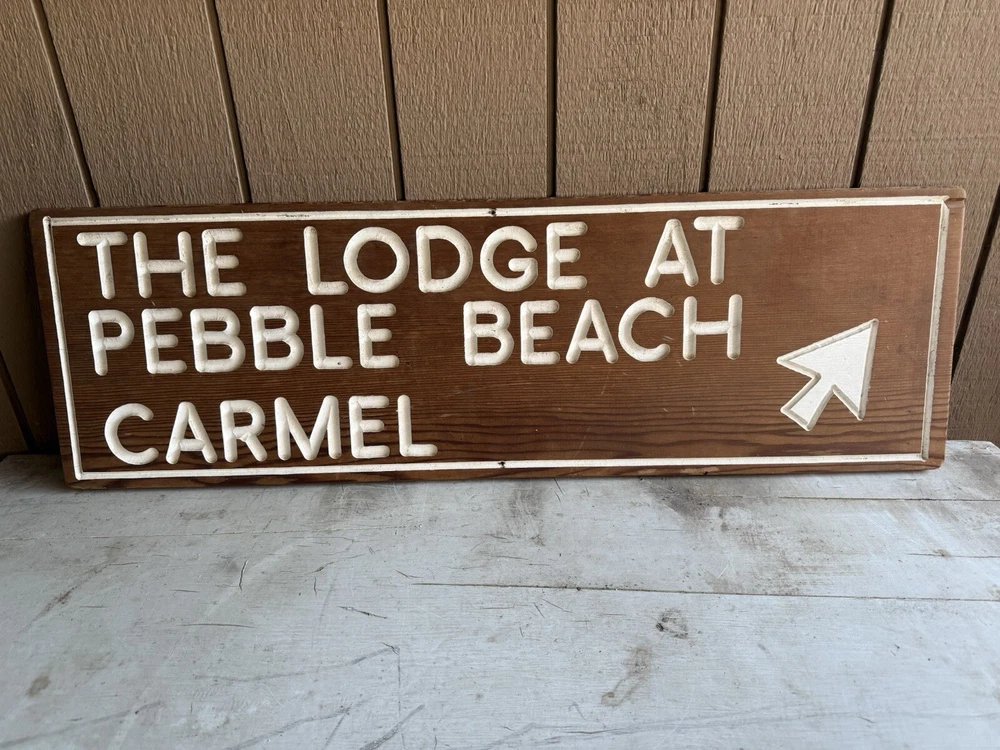 THE LODGE AT
PEBBLE BEACH
CARMEL